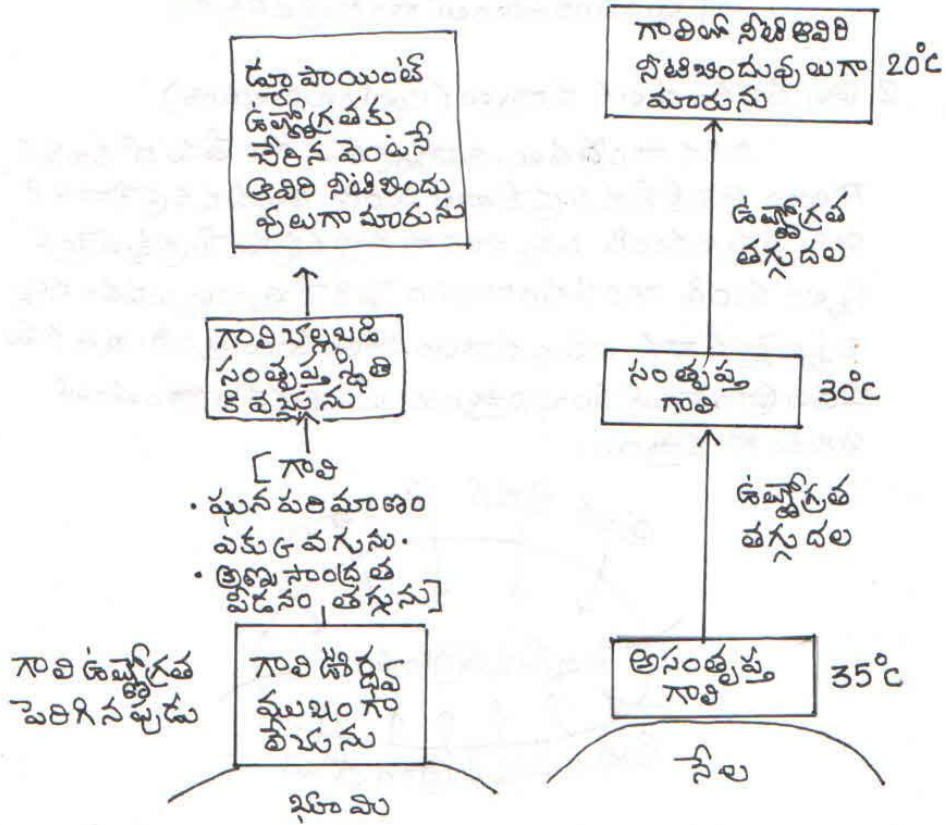 డ్యూ పాయింట్
ఉష్ణోగ్రతకు
చేరిన వెంటనే
ఆవిరి నీటిబిందు
వులుగా మారును
గాలి చల్లబడి
సంతృప్త స్థితి
కి వచ్చును
[ గాలి
• ఘనపరిమాణం
ఎక్కువగును.
• అణు సాంద్రత
పీడనం తగ్గును]
గాలి ఉష్ణోగ్రత
పెరిగినపుడు
గాలి ఊర్ధ్వ
ముఖంగా
లేచును
భూమి
గాలిలో నీటి ఆవిరి
నీటిబిందువులుగా
మారును
20°C
ఉష్ణోగ్రత
తగ్గుదల
సంతృప్త
గాలి
30°C
ఉష్ణోగ్రత
తగ్గుదల
అసంతృప్త
గాలి
35°C
నేల